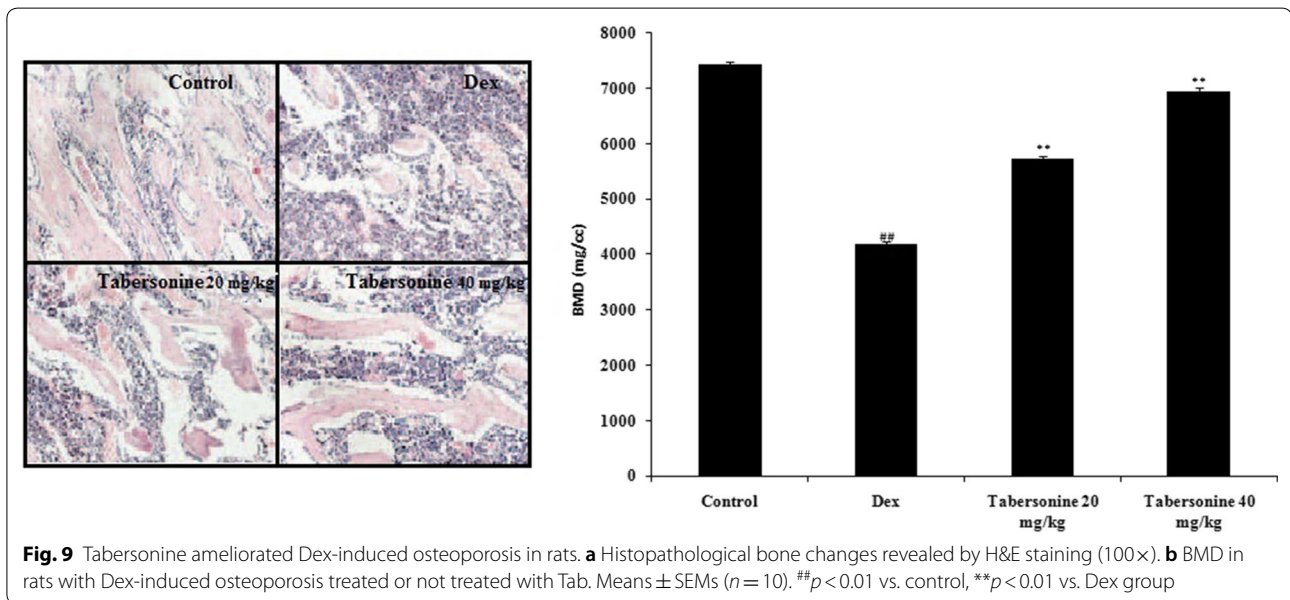 Control
Dex
Tabersonine 20 mg/kg
Tabersonine 40 mg/kg
BMD (mg/cc)
8000
7000
6000
5000
4000
3000
2000
1000
0
##
**
**
Control
Dex
Tabersonine 20
mg/kg
Tabersonine 40
mg/kg
Fig. 9 Tabersonine ameliorated Dex-induced osteoporosis in rats. a Histopathological bone changes revealed by H&E staining (100×). b BMD in
rats with Dex-induced osteoporosis treated or not treated with Tab. Means ± SEMs (n = 10). ##p < 0.01 vs. control, **p < 0.01 vs. Dex group